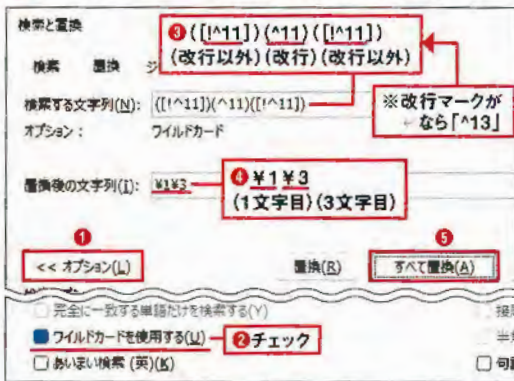 検索と置換
❸([!^11])(^11)([!^11])
(改行以外)(改行)(改行以外)
検索 置換
検索する文字列(N): ([!^11])(^11)([!^11])
オプション: ワイルドカード
※改行マークが
なら「^13」
置換後の文字列(I): ¥1¥3
❹¥1¥3
(1文字目)(3文字目)
❶
<< オプション(L)
置換(R)
❺
すべて置換(A)
完全に一致する単語だけを検索する(Y)
ワイルドカードを使用する(U)
❷チェック
あいまい検索 (英)(K)